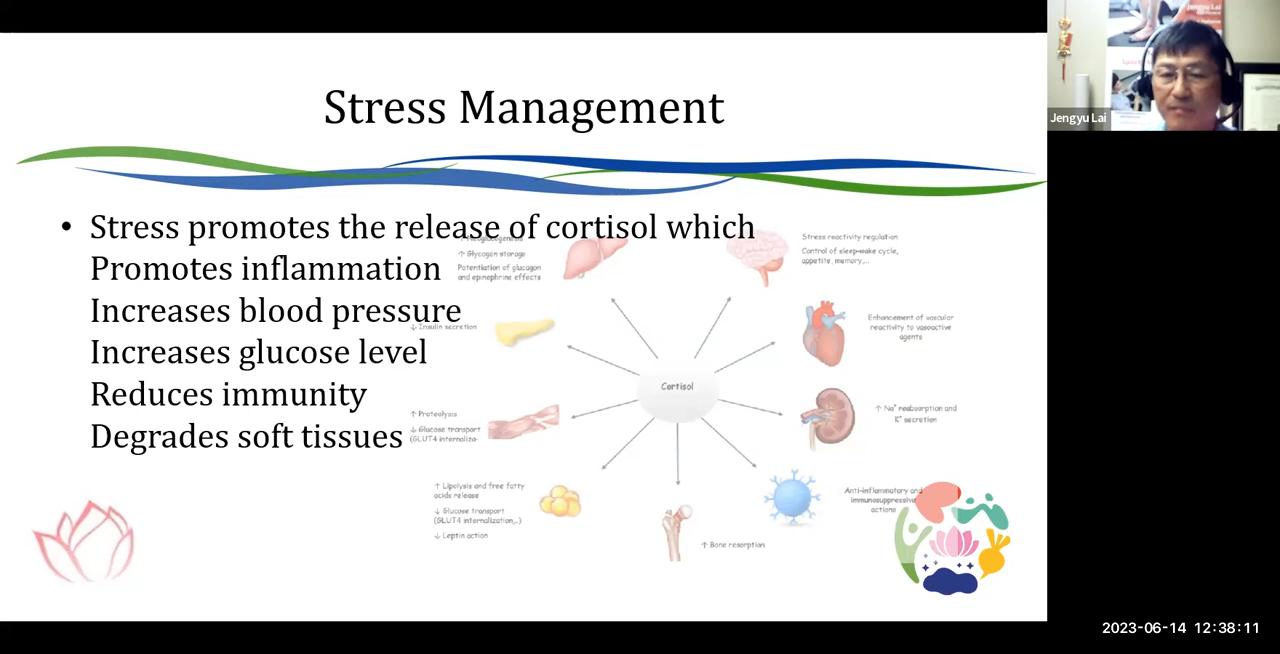 Stress Management
• Stress promotes the release of cortisol which
Promotes inflammation
Increases blood pressure
Increases glucose level
Reduces immunity
Degrades soft tissues
↑ Glycogen storage
Potentiation of glucagon
and epinephrine effects
↓ Insulin secretion
↑ Proteolysis
↓ Glucose transport
(GLUT4 internaliza-
↑ Lipolysis and free fatty
acids release
↓ Glucose transport
(GLUT4 internalization,..)
↓ Leptin action
Cortisol
Stress reactivity regulation
Control of sleep-wake cycle,
appetite, memory,...
Enhancement of vascular
reactivity to vasoactive
agents
↑ Na⁺ reabsorption and
K⁺ secretion
Anti-inflammatory and
immunosuppressive
actions
↑ Bone resorption
Jengyu Lai
Jengyu Lai
2023-06-14 12:38:11